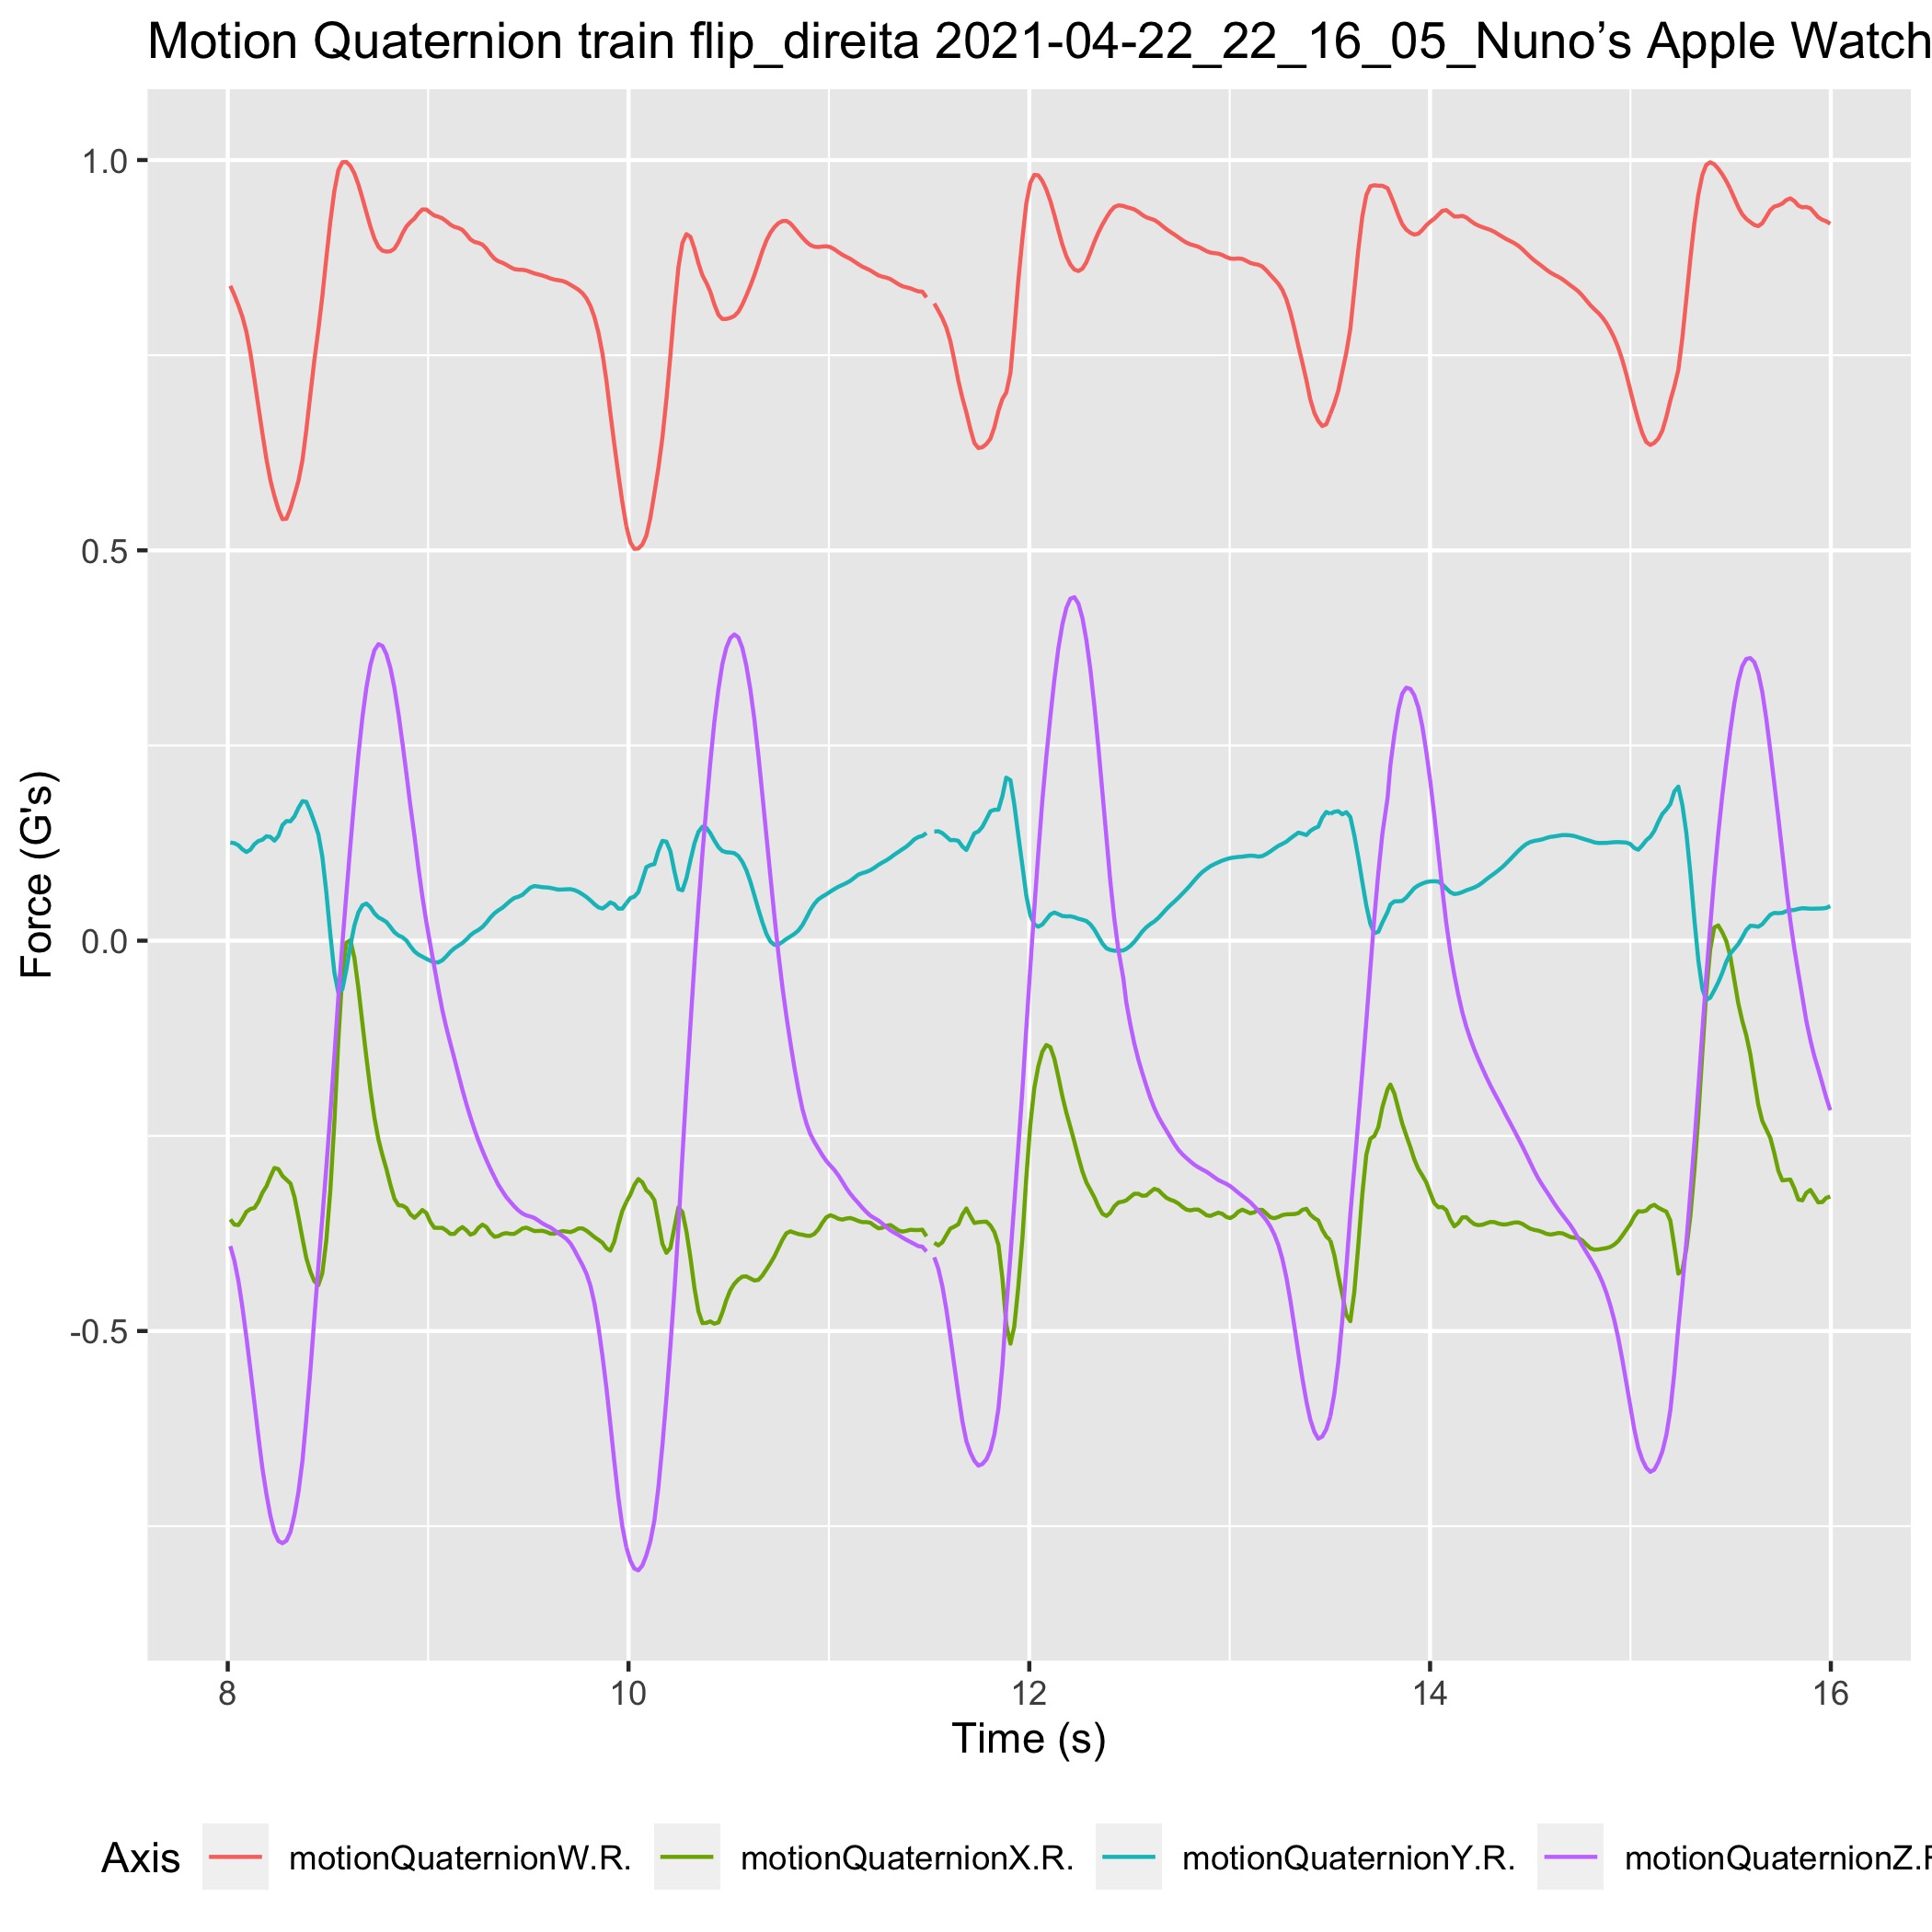 Motion Quaternion train flip_direita 2021-04-22_22_16_05_Nuno’s Apple Watch
1.0
0.5
0.0
-0.5
Force (G's)
8 10 12 14 16
Time (s)
Axis motionQuaternionW.R. motionQuaternionX.R. motionQuaternionY.R. motionQuaternionZ.R